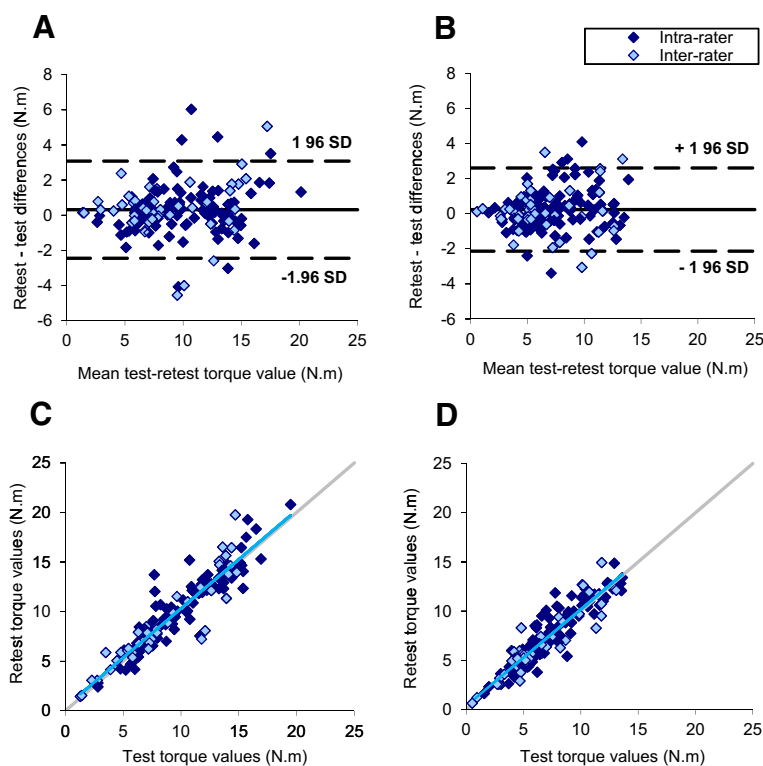 A
B
Intra-rater
Inter-rater
Retest - test differences (N.m)
8
6
4
2
0
-2
-4
-6
1 96 SD
-1.96 SD
0 5 10 15 20 25
Mean test-retest torque value (N.m)
Retest - test differences (N.m)
8
6
4
2
0
-2
-4
-6
+ 1 96 SD
- 1 96 SD
0 5 10 15 20 25
Mean test-retest torque value (N.m)
C
D
Retest torque values (N.m)
25
20
15
10
5
0
0 5 10 15 20 25
Test torque values (N.m)
Retest torque values (N.m)
25
20
15
10
5
0
0 5 10 15 20 25
Test torque values (N.m)